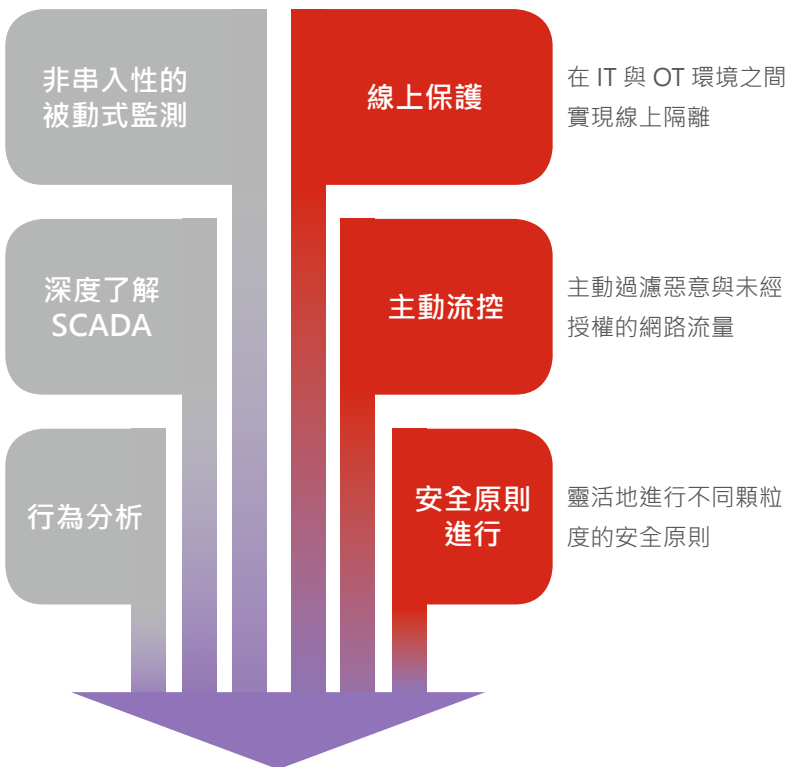 非串入性的
被動式監測
線上保護
在 IT 與 OT 環境之間
實現線上隔離
深度了解
SCADA
主動流控
主動過濾惡意與未經
授權的網路流量
行為分析
安全原則
進行
靈活地進行不同顆粒
度的安全原則